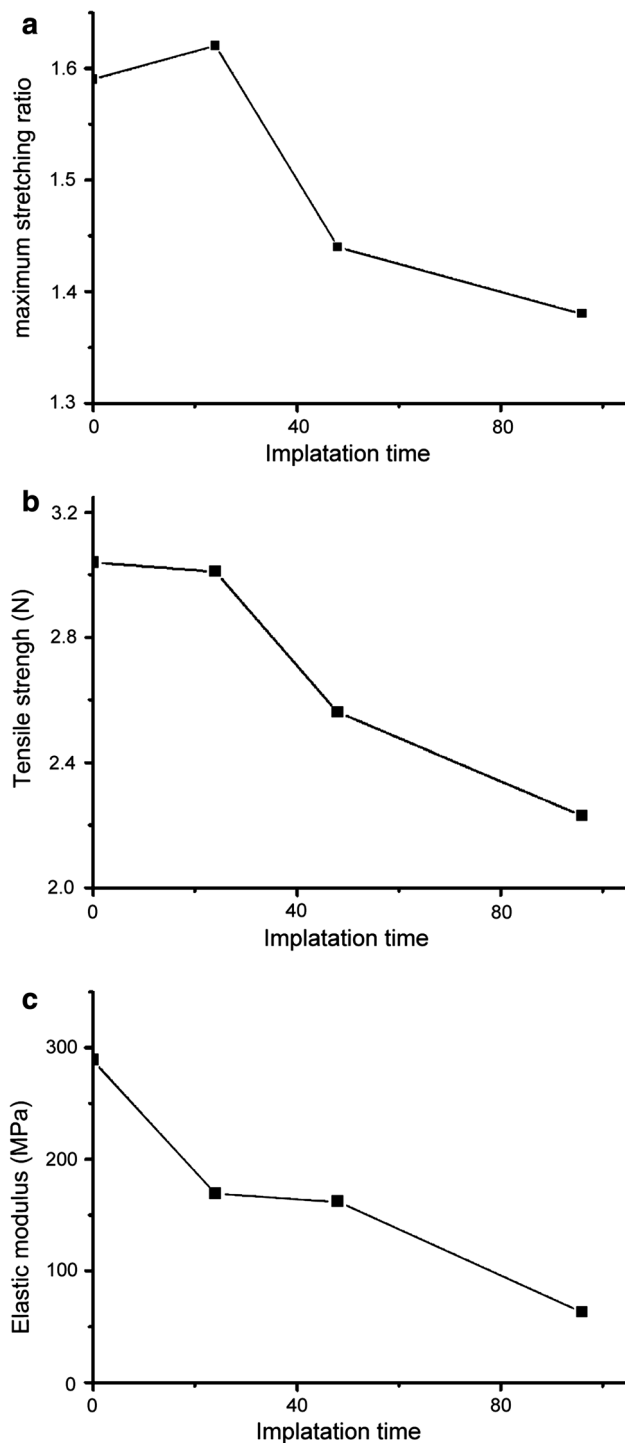 a
maximum stretching ratio
1.6
1.5
1.4
1.3
0 40 80
Implatation time
b
Tensile strengh (N)
3.2
2.8
2.4
2.0
0 40 80
Implatation time
c
Elastic modulus (MPa)
300
200
100
0
0 40 80
Implatation time